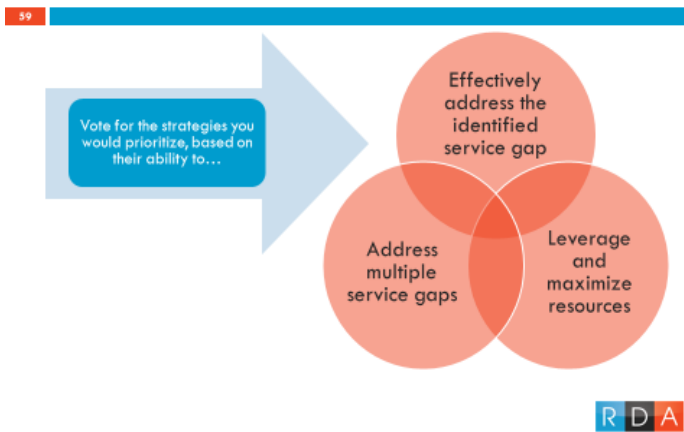 59
Vote for the strategies you
would prioritize, based on
their ability to...
Effectively
address the
identified
service gap
Address
multiple
service gaps
Leverage
and
maximize
resources
R D A